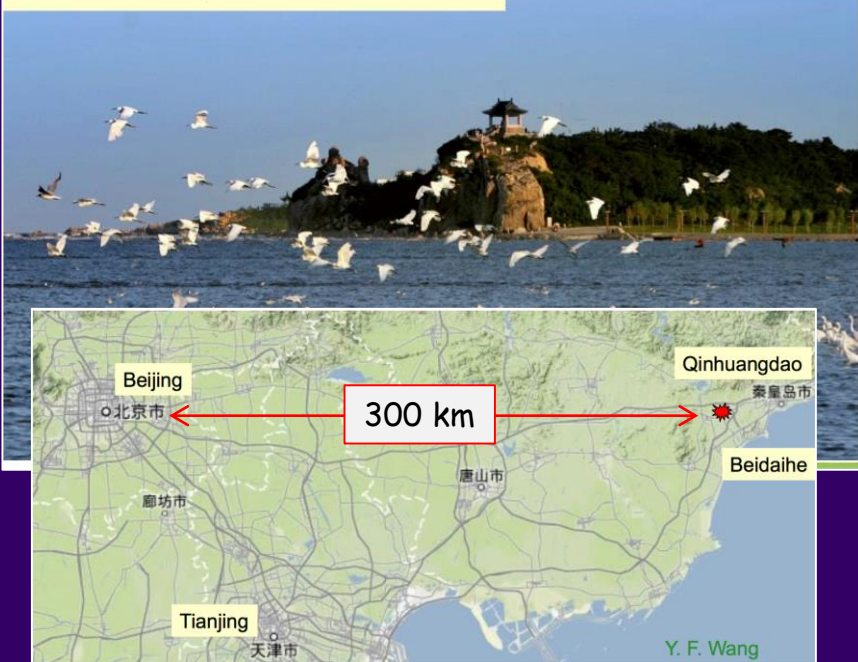 Beijing
北京市
300 km
Qinhuangdao
秦皇岛市
Beidaihe
唐山市
廊坊市
Tianjing
天津市
Y. F. Wang